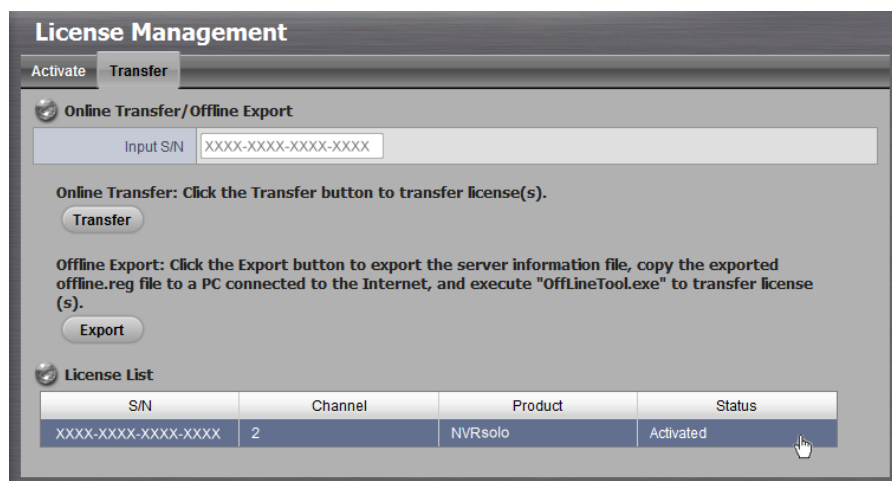 License Management
Activate Transfer
Online Transfer/Offline Export
Input S/N XXXX-XXXX-XXXX-XXXX
Online Transfer: Click the Transfer button to transfer license(s).
Transfer
Offline Export: Click the Export button to export the server information file, copy the exported
offline.reg file to a PC connected to the Internet, and execute "OffLineTool.exe" to transfer license
(s).
Export
License List
S/N Channel Product Status
XXXX-XXXX-XXXX-XXXX 2 NVRsolo Activated